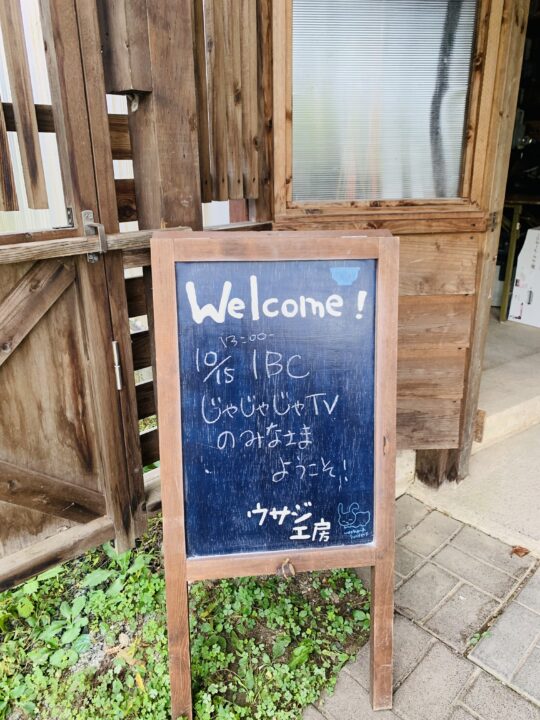 Welcome!
13:00-
10/15 IBC
じゃじゃじゃTV
のみなさま
ようこそ!
ウサジ
工房